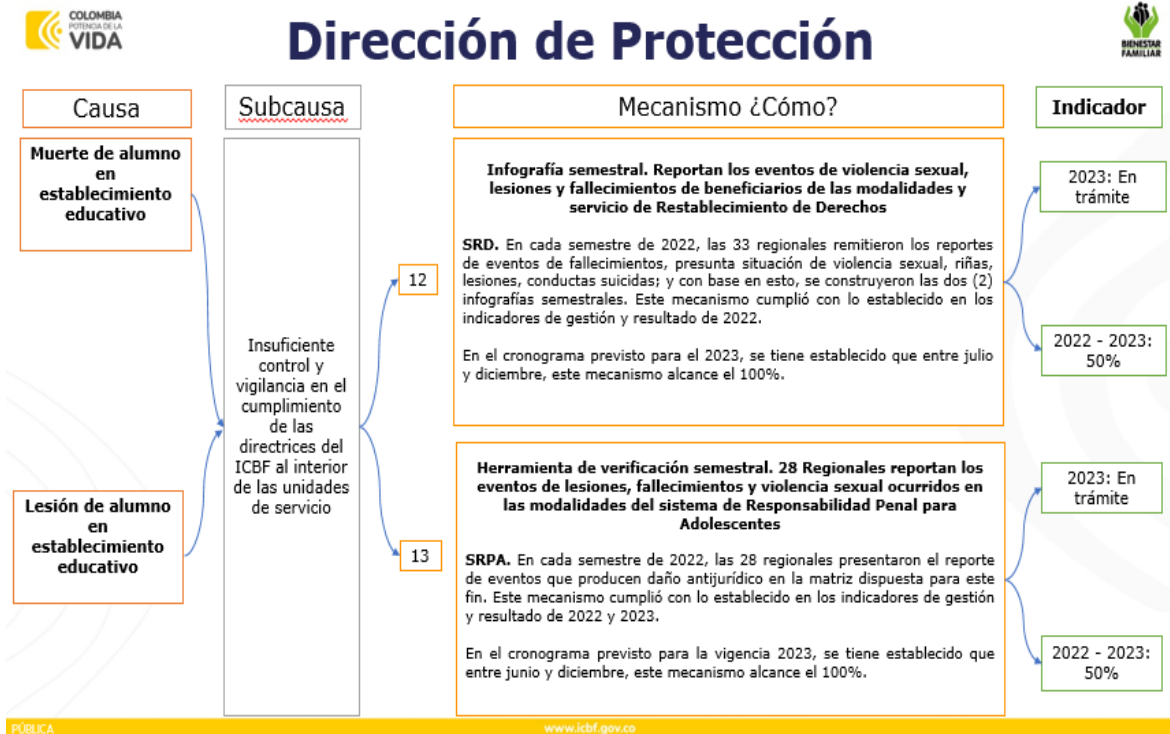 COLOMBIA
POTENCIA DE LA
VIDA
Dirección de Protección
BIENESTAR
FAMILIAR
Causa
Subcausa
Mecanismo ¿Cómo?
Indicador
Muerte de alumno
en
establecimiento
educativo
Lesión de alumno
en
establecimiento
educativo
Insuficiente
control y
vigilancia en el
cumplimiento
de las
directrices del
ICBF al interior
de las unidades
de servicio
12
Infografía semestral. Reportan los eventos de violencia sexual,
lesiones y fallecimientos de beneficiarios de las modalidades y
servicio de Restablecimiento de Derechos
SRD. En cada semestre de 2022, las 33 regionales remitieron los reportes
de eventos de fallecimientos, presunta situación de violencia sexual, riñas,
lesiones, conductas suicidas; y con base en esto, se construyeron las dos (2)
infografías semestrales. Este mecanismo cumplió con lo establecido en los
indicadores de gestión y resultado de 2022.
En el cronograma previsto para el 2023, se tiene establecido que entre julio
y diciembre, este mecanismo alcance el 100%.
2023: En
trámite
2022 - 2023:
50%
13
Herramienta de verificación semestral. 28 Regionales reportan los
eventos de lesiones, fallecimientos y violencia sexual ocurridos en
las modalidades del sistema de Responsabilidad Penal para
Adolescentes
SRPA. En cada semestre de 2022, las 28 regionales presentaron el reporte
de eventos que producen daño antijurídico en la matriz dispuesta para este
fin. Este mecanismo cumplió con lo establecido en los indicadores de gestión
y resultado de 2022 y 2023.
En el cronograma previsto para la vigencia 2023, se tiene establecido que
entre junio y diciembre, este mecanismo alcance el 100%.
2023: En
trámite
2022 - 2023:
50%
PÚBLICA
www.icbf.gov.co